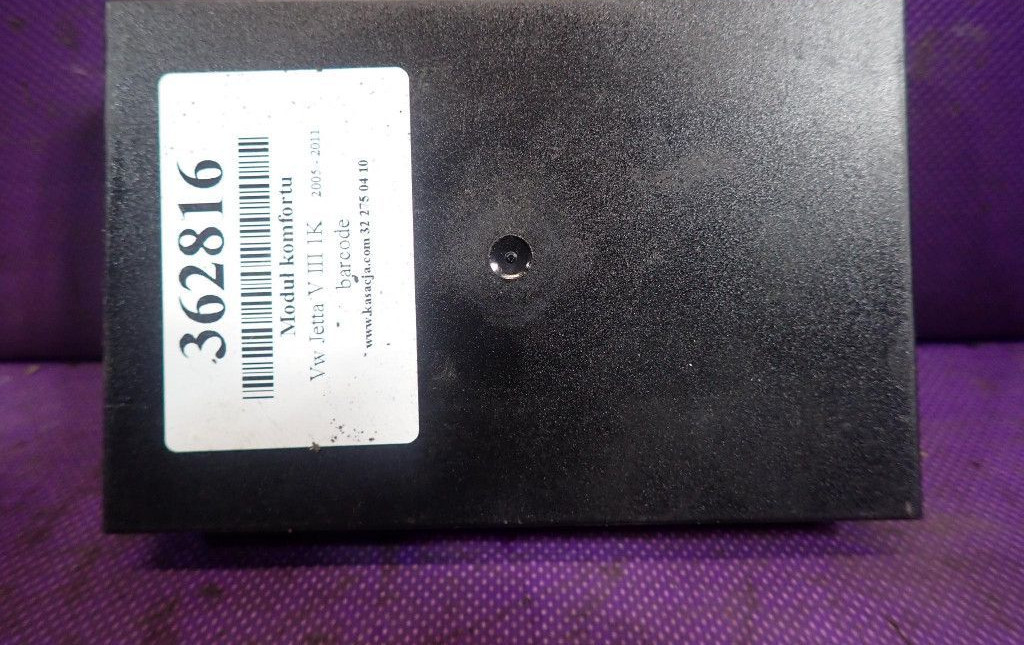 362816
Moduł komfortu
Vw Jetta V III 1K 2005 - 2011
barcode
www.kasacja.com 32 275 04 10